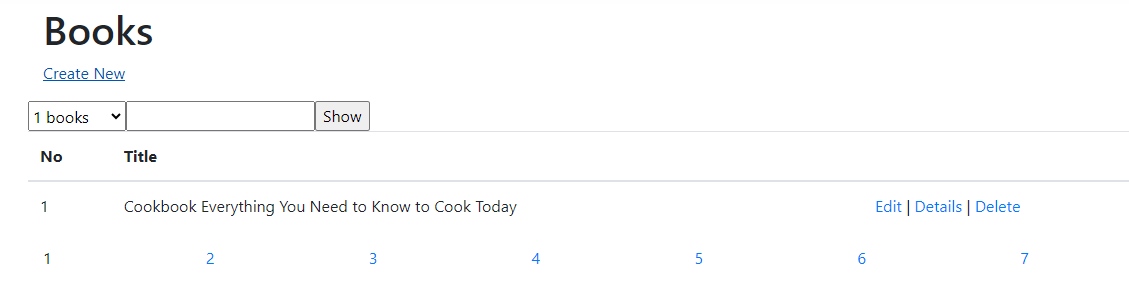 Books
Create New
1 books Show
No Title
1 Cookbook Everything You Need to Know to Cook Today Edit | Details | Delete
1 2 3 4 5 6 7